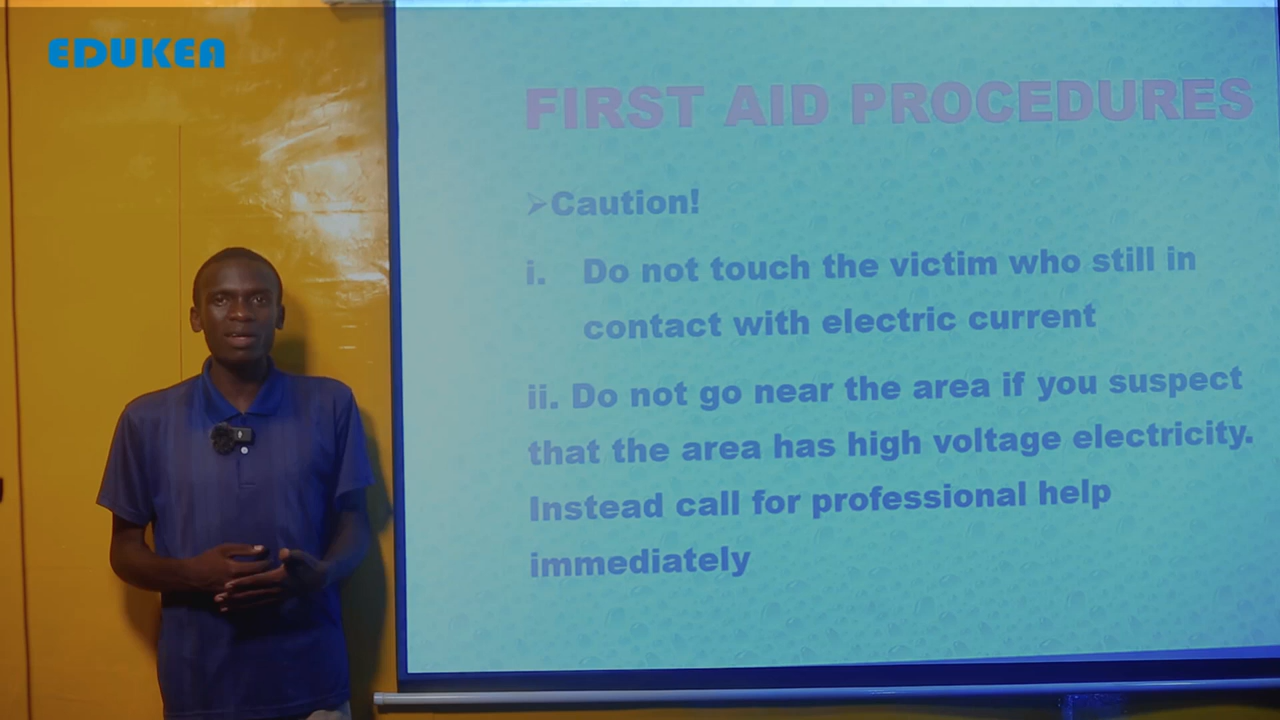 EDUKEA
FIRST AID PROCEDURES
➢Caution!
i. Do not touch the victim who still in
contact with electric current
ii. Do not go near the area if you suspect
that the area has high voltage electricity.
Instead call for professional help
immediately